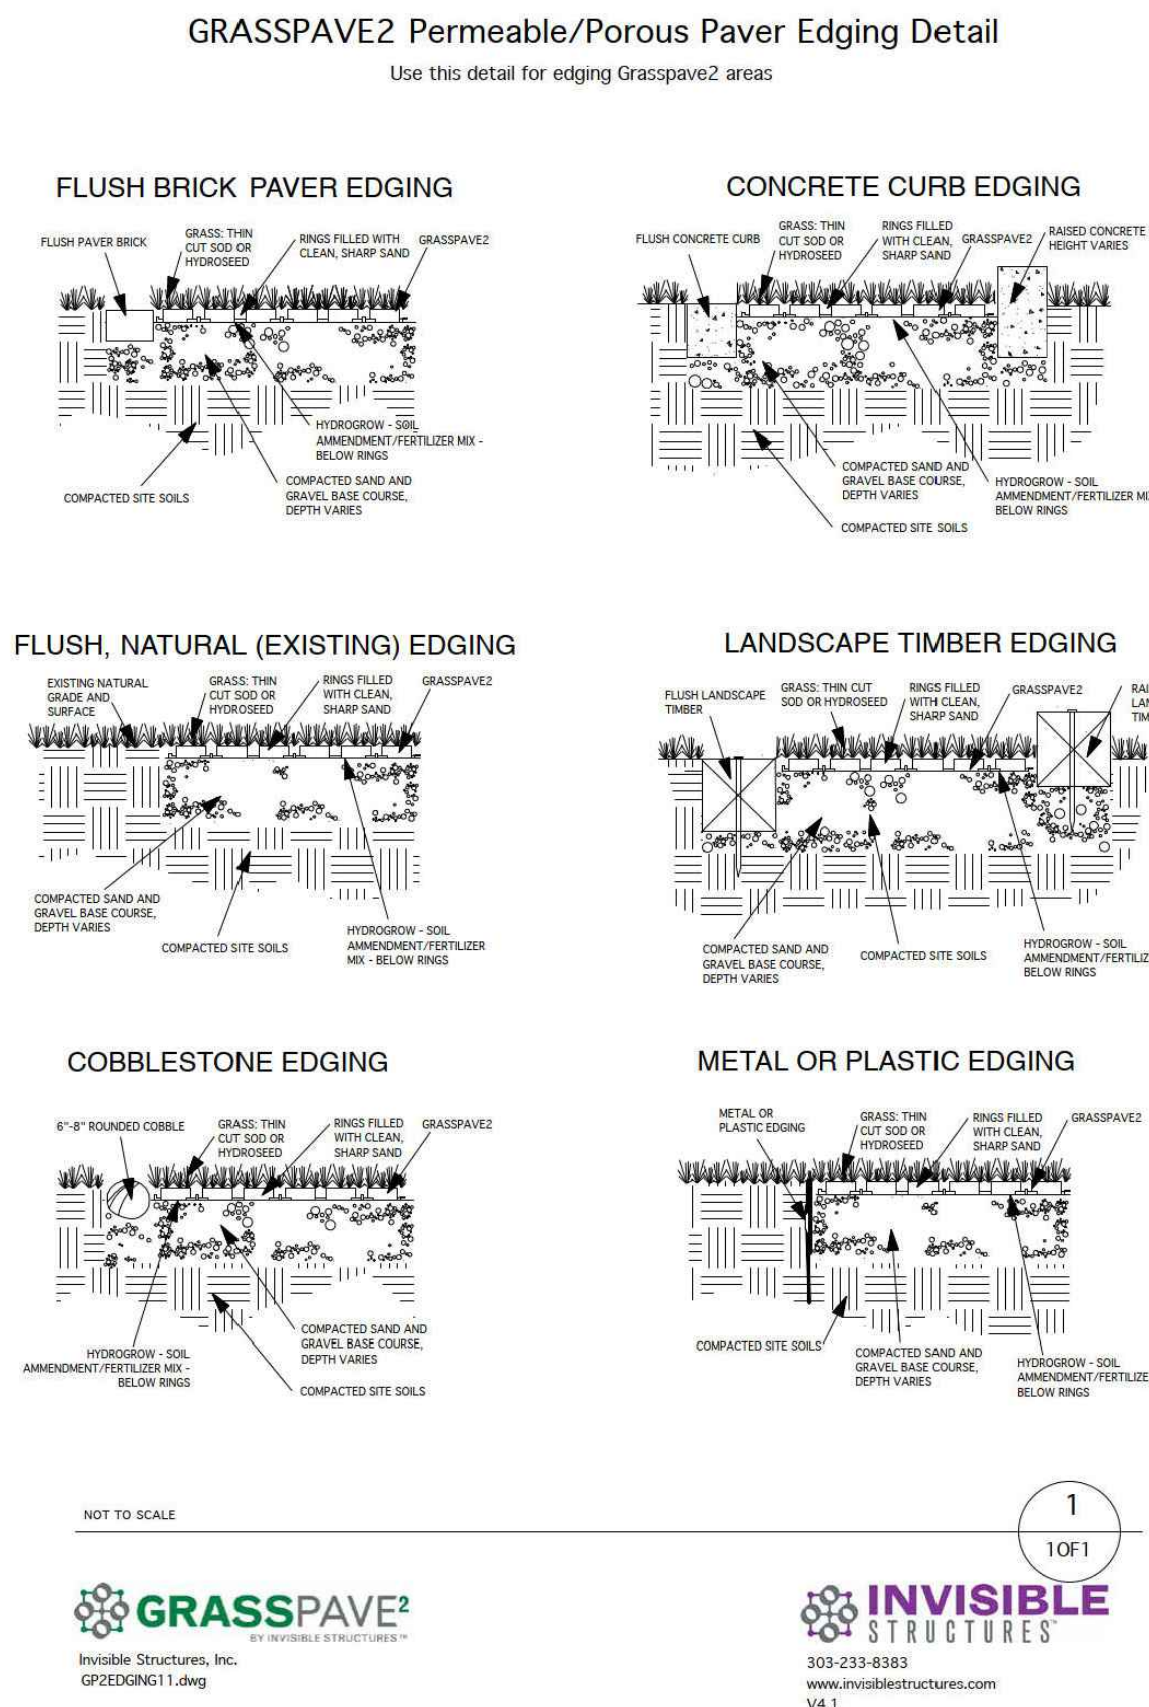 GRASSPAVE2 Permeable/Porous Paver Edging Detail
Use this detail for edging Grasspave2 areas
FLUSH BRICK PAVER EDGING
FLUSH PAVER BRICK
GRASS: THIN
CUT SOD OR
HYDROSEED
RINGS FILLED WITH
CLEAN, SHARP SAND
GRASSPAVE2
HYDROGROW - SOIL
AMMENDMENT/FERTILIZER MIX -
BELOW RINGS
COMPACTED SAND AND
GRAVEL BASE COURSE,
DEPTH VARIES
COMPACTED SITE SOILS
CONCRETE CURB EDGING
FLUSH CONCRETE CURB
GRASS: THIN
CUT SOD OR
HYDROSEED
RINGS FILLED
WITH CLEAN,
SHARP SAND
GRASSPAVE2
RAISED CONCRETE
HEIGHT VARIES
COMPACTED SAND AND
GRAVEL BASE COURSE,
DEPTH VARIES
HYDROGROW - SOIL
AMMENDMENT/FERTILIZER
BELOW RINGS
COMPACTED SITE SOILS
FLUSH, NATURAL (EXISTING) EDGING
EXISTING NATURAL
GRADE AND
SURFACE
GRASS: THIN
CUT SOD OR
HYDROSEED
RINGS FILLED
WITH CLEAN,
SHARP SAND
GRASSPAVE2
COMPACTED SAND AND
GRAVEL BASE COURSE,
DEPTH VARIES
COMPACTED SITE SOILS
HYDROGROW - SOIL
AMMENDMENT/FERTILIZER
MIX - BELOW RINGS
LANDSCAPE TIMBER EDGING
FLUSH LANDSCAPE
TIMBER
GRASS: THIN CUT
SOD OR HYDROSEED
RINGS FILLED
WITH CLEAN,
SHARP SAND
GRASSPAVE2
COMPACTED SAND AND
GRAVEL BASE COURSE,
DEPTH VARIES
COMPACTED SITE SOILS
HYDROGROW - SOIL
BELOW RINGS
COBBLESTONE EDGING
6"-8" ROUNDED COBBLE
GRASS: THIN
CUT SOD OR
HYDROSEED
RINGS FILLED
WITH CLEAN,
SHARP SAND
GRASSPAVE2
HYDROGROW - SOIL
AMMENDMENT/FERTILIZER MIX -
BELOW RINGS
COMPACTED SAND AND
GRAVEL BASE COURSE,
DEPTH VARIES
COMPACTED SITE SOILS
METAL OR PLASTIC EDGING
METAL OR
PLASTIC EDGING
GRASS: THIN
CUT SOD OR
HYDROSEED
RINGS FILLED
WITH CLEAN,
SHARP SAND
GRASSPAVE2
COMPACTED SITE SOILS
COMPACTED SAND AND
GRAVEL BASE COURSE,
DEPTH VARIES
HYDROGROW - SOIL
BELOW RINGS
NOT TO SCALE
1
1OF1
GRASSPAVE²
BY INVISIBLE STRUCTURES™
Invisible Structures, Inc.
GP2EDGING11.dwg
INVISIBLE
STRUCTURES™
303-233-8383
www.invisiblestructures.com
V4.1